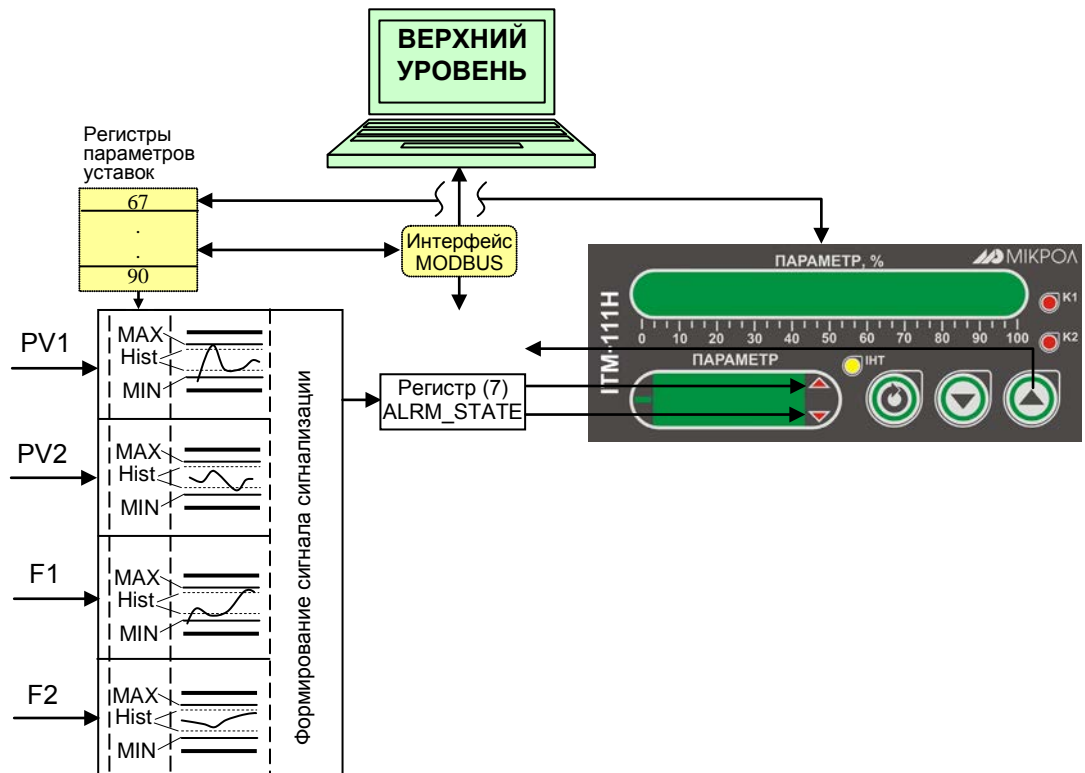 ВЕРХНИЙ
УРОВЕНЬ
Регистры
параметров
уставок
67
.
.
90
Интерфейс
MODBUS
ПАРАМЕТР, %
МІКРОЛ
ІТМ-111Н
К1
0 10 20 30 40 50 60 70 80 90 100
К2
ПАРАМЕТР
ІНТ
PV1
MAX
Hist
MIN
PV2
MAX
Hist
MIN
F1
MAX
Hist
MIN
F2
MAX
Hist
MIN
Формирование сигнала сигнализации
Регистр (7)
ALRM_STATE